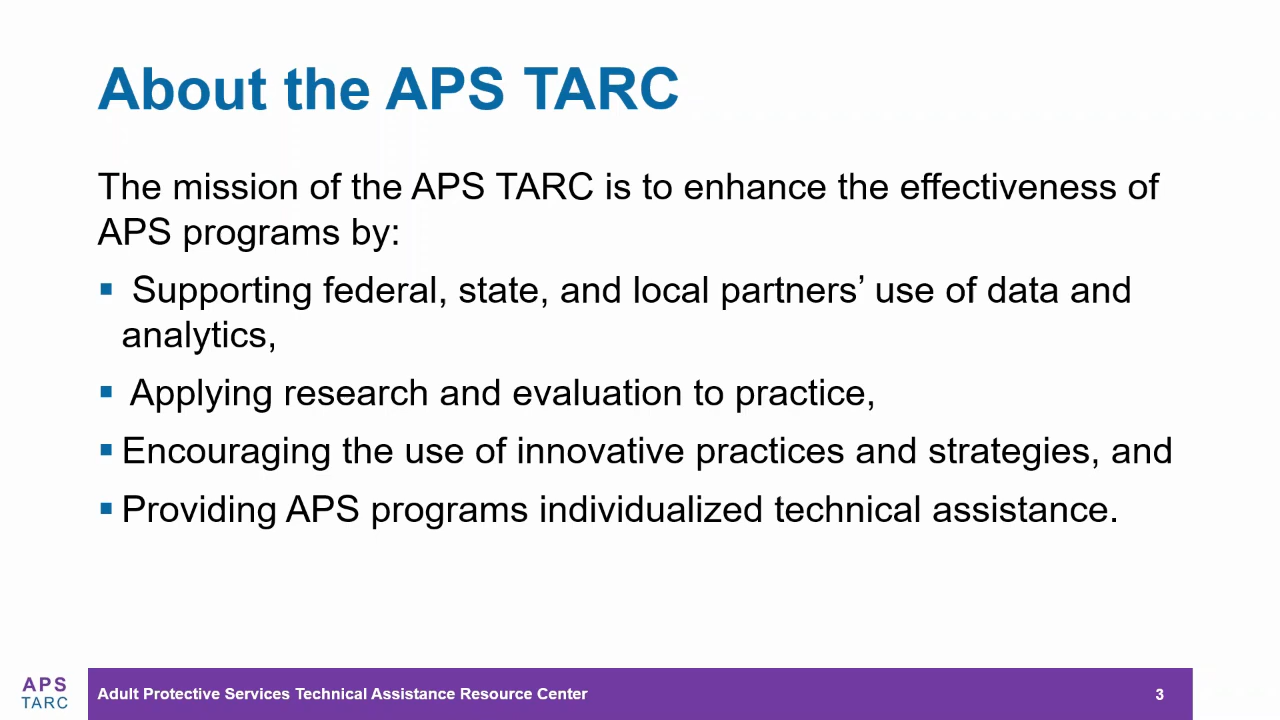 About the APS TARC
The mission of the APS TARC is to enhance the effectiveness of
APS programs by:
▪ Supporting federal, state, and local partners’ use of data and
analytics,
▪ Applying research and evaluation to practice,
▪ Encouraging the use of innovative practices and strategies, and
▪ Providing APS programs individualized technical assistance.
APS
TARC
Adult Protective Services Technical Assistance Resource Center
3